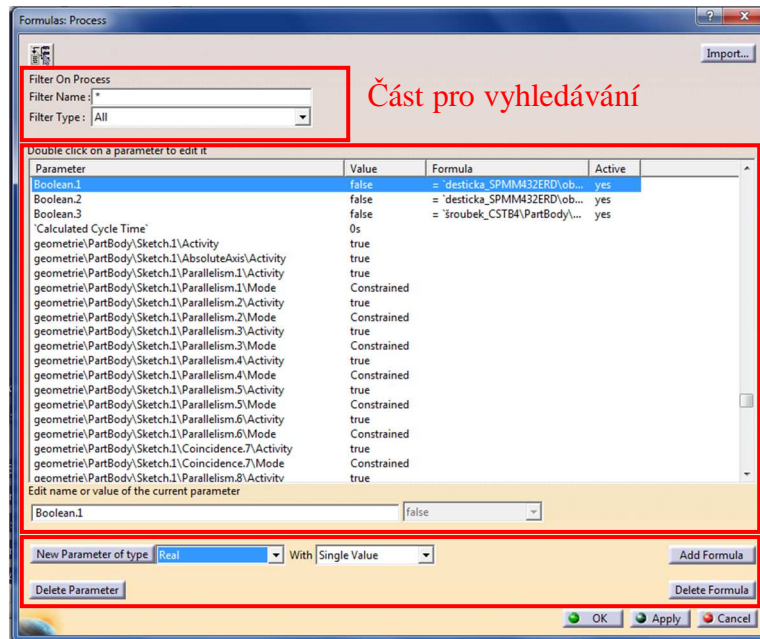 Formulas: Process
Import...
Filter On Process
Filter Name : *
Filter Type : All
Část pro vyhledávání
Double click on a parameter to edit it
Parameter Value Formula Active
Boolean.1 false = `desticka_SPMM432ERD\ob... yes
Boolean.2 false = `desticka_SPMM432ERD\ob... yes
Boolean.3 false = `šroubek_CSTB4\PartBody\... yes
`Calculated Cycle Time` 0s
geometrie\PartBody\Sketch.1\Activity true
geometrie\PartBody\Sketch.1\AbsoluteAxis\Activity true
geometrie\PartBody\Sketch.1\Parallelism.1\Activity true
geometrie\PartBody\Sketch.1\Parallelism.1\Mode Constrained
geometrie\PartBody\Sketch.1\Parallelism.2\Activity true
geometrie\PartBody\Sketch.1\Parallelism.2\Mode Constrained
geometrie\PartBody\Sketch.1\Parallelism.3\Activity true
geometrie\PartBody\Sketch.1\Parallelism.3\Mode Constrained
geometrie\PartBody\Sketch.1\Parallelism.4\Activity true
geometrie\PartBody\Sketch.1\Parallelism.4\Mode Constrained
geometrie\PartBody\Sketch.1\Parallelism.5\Activity true
geometrie\PartBody\Sketch.1\Parallelism.5\Mode Constrained
geometrie\PartBody\Sketch.1\Parallelism.6\Activity true
geometrie\PartBody\Sketch.1\Parallelism.6\Mode Constrained
geometrie\PartBody\Sketch.1\Coincidence.7\Activity true
geometrie\PartBody\Sketch.1\Coincidence.7\Mode Constrained
geometrie\PartBody\Sketch.1\Parallelism.8\Activity true
Edit name or value of the current parameter
Boolean.1 false
New Parameter of type Real With Single Value Add Formula
Delete Parameter Delete Formula
OK Apply Cancel